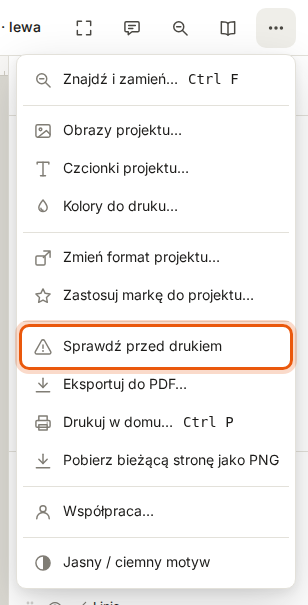 · lewa
Znajdź i zamień... Ctrl F
Obrazy projektu...
Czcionki projektu...
Kolory do druku...
Zmień format projektu...
Zastosuj markę do projektu...
Sprawdź przed drukiem
Eksportuj do PDF...
Drukuj w domu... Ctrl P
Pobierz bieżącą stronę jako PNG
Współpraca...
Jasny / ciemny motyw